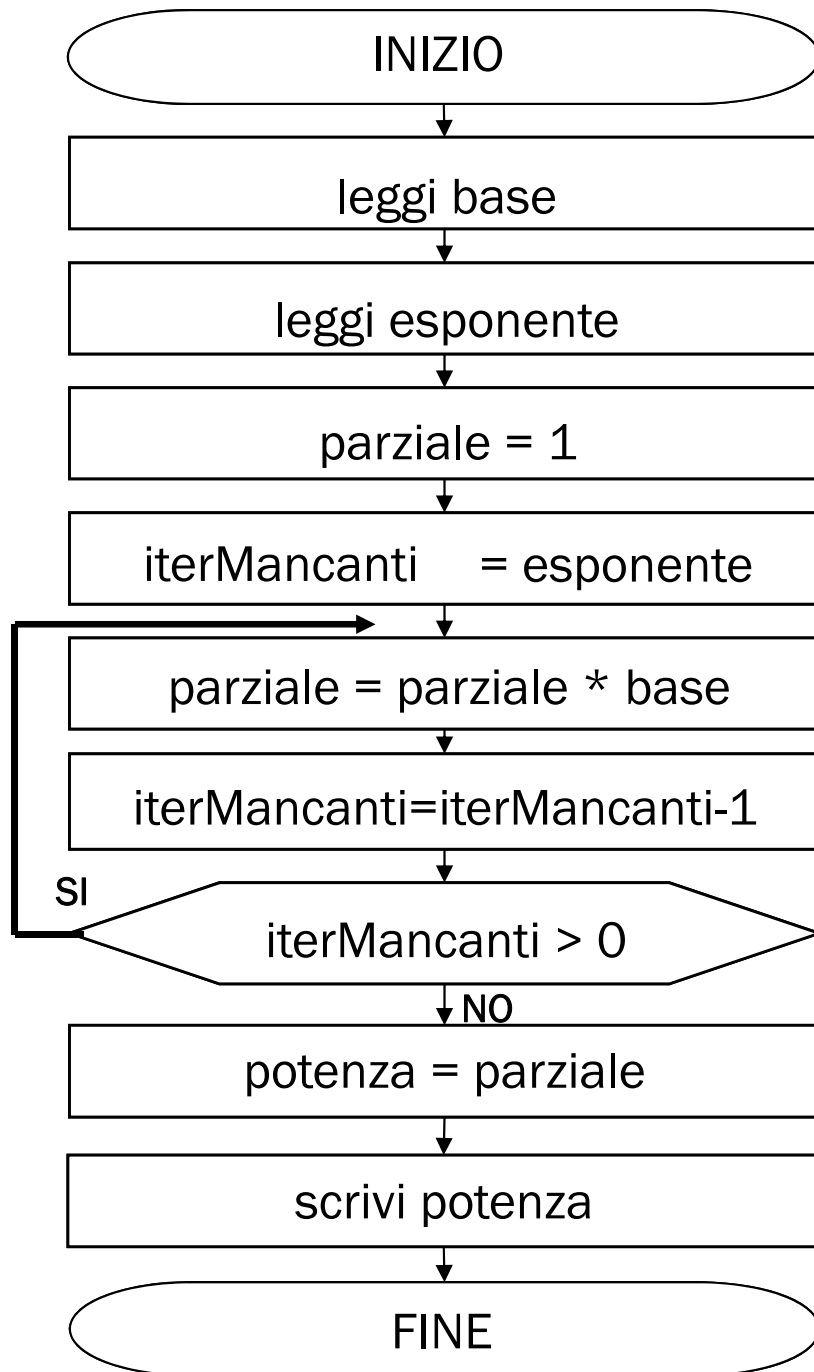 INIZIO
leggi base
leggi esponente
parziale = 1
iterMancanti = esponente
parziale = parziale * base
iterMancanti=iterMancanti-1
SI
iterMancanti > 0
NO
potenza = parziale
scrivi potenza
FINE